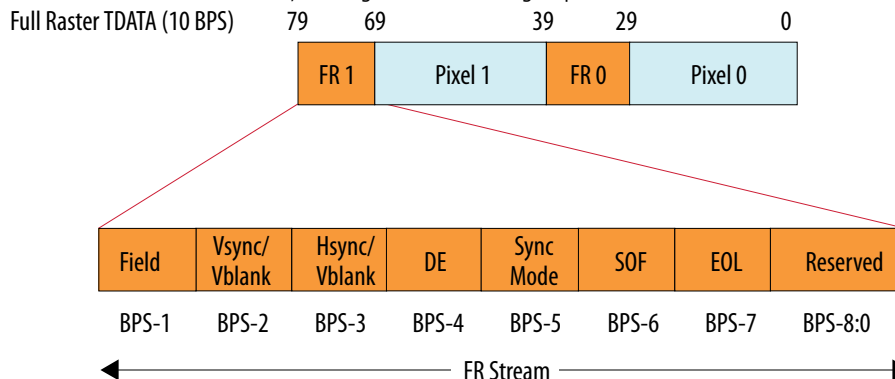 Full Raster TDATA (10 BPS) 79 69 39 29 0
FR 1 Pixel 1 FR 0 Pixel 0
Field Vsync/ Vblank Hsync/ Vblank DE Sync Mode SOF EOL Reserved
BPS-1 BPS-2 BPS-3 BPS-4 BPS-5 BPS-6 BPS-7 BPS-8:0
FR Stream